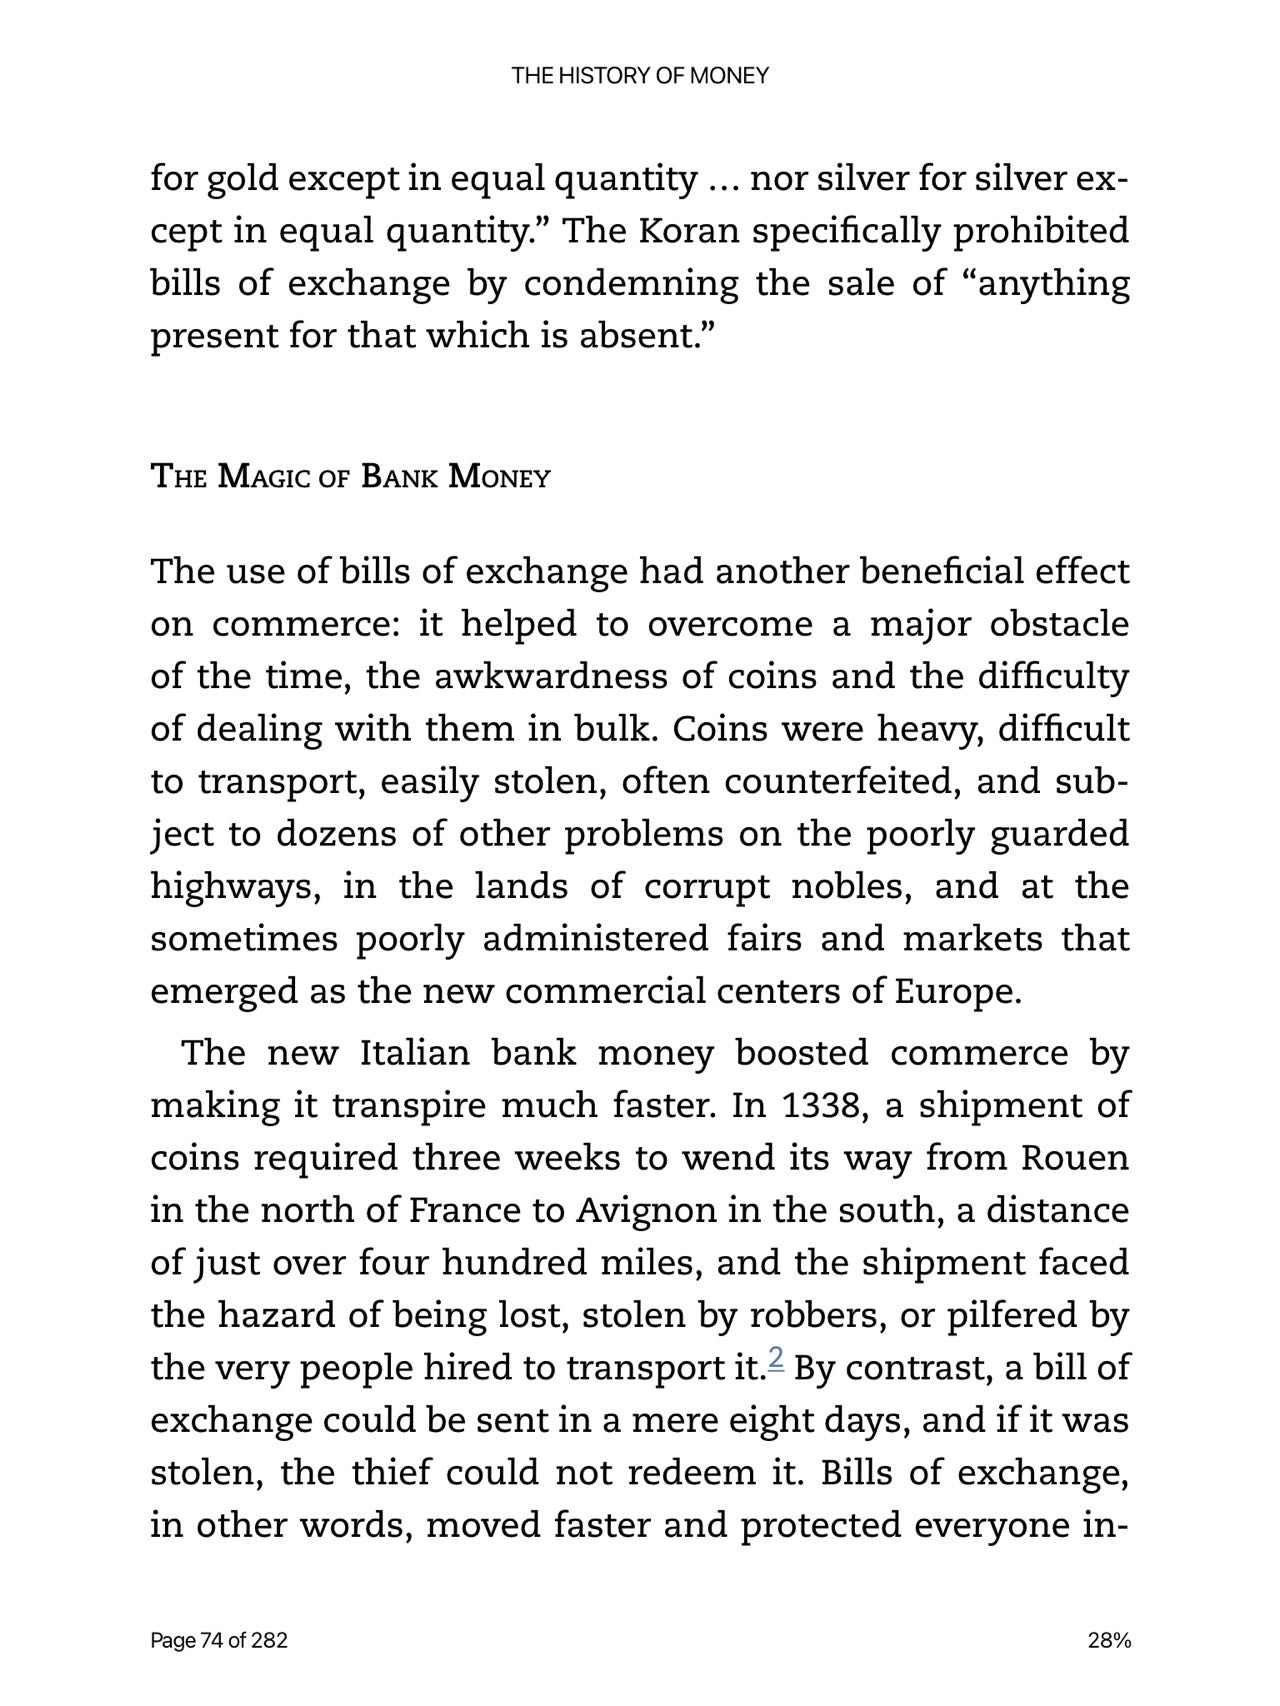 THE HISTORY OF MONEY
for gold except in equal quantity … nor silver for silver ex-
cept in equal quantity.” The Koran specifically prohibited
bills of exchange by condemning the sale of “anything
present for that which is absent.”
The Magic of Bank Money
The use of bills of exchange had another beneficial effect
on commerce: it helped to overcome a major obstacle
of the time, the awkwardness of coins and the difficulty
of dealing with them in bulk. Coins were heavy, difficult
to transport, easily stolen, often counterfeited, and sub-
ject to dozens of other problems on the poorly guarded
highways, in the lands of corrupt nobles, and at the
sometimes poorly administered fairs and markets that
emerged as the new commercial centers of Europe.
The new Italian bank money boosted commerce by
making it transpire much faster. In 1338, a shipment of
coins required three weeks to wend its way from Rouen
in the north of France to Avignon in the south, a distance
of just over four hundred miles, and the shipment faced
the hazard of being lost, stolen by robbers, or pilfered by
the very people hired to transport it.2 By contrast, a bill of
exchange could be sent in a mere eight days, and if it was
stolen, the thief could not redeem it. Bills of exchange,
in other words, moved faster and protected everyone in-
Page 74 of 282
28%